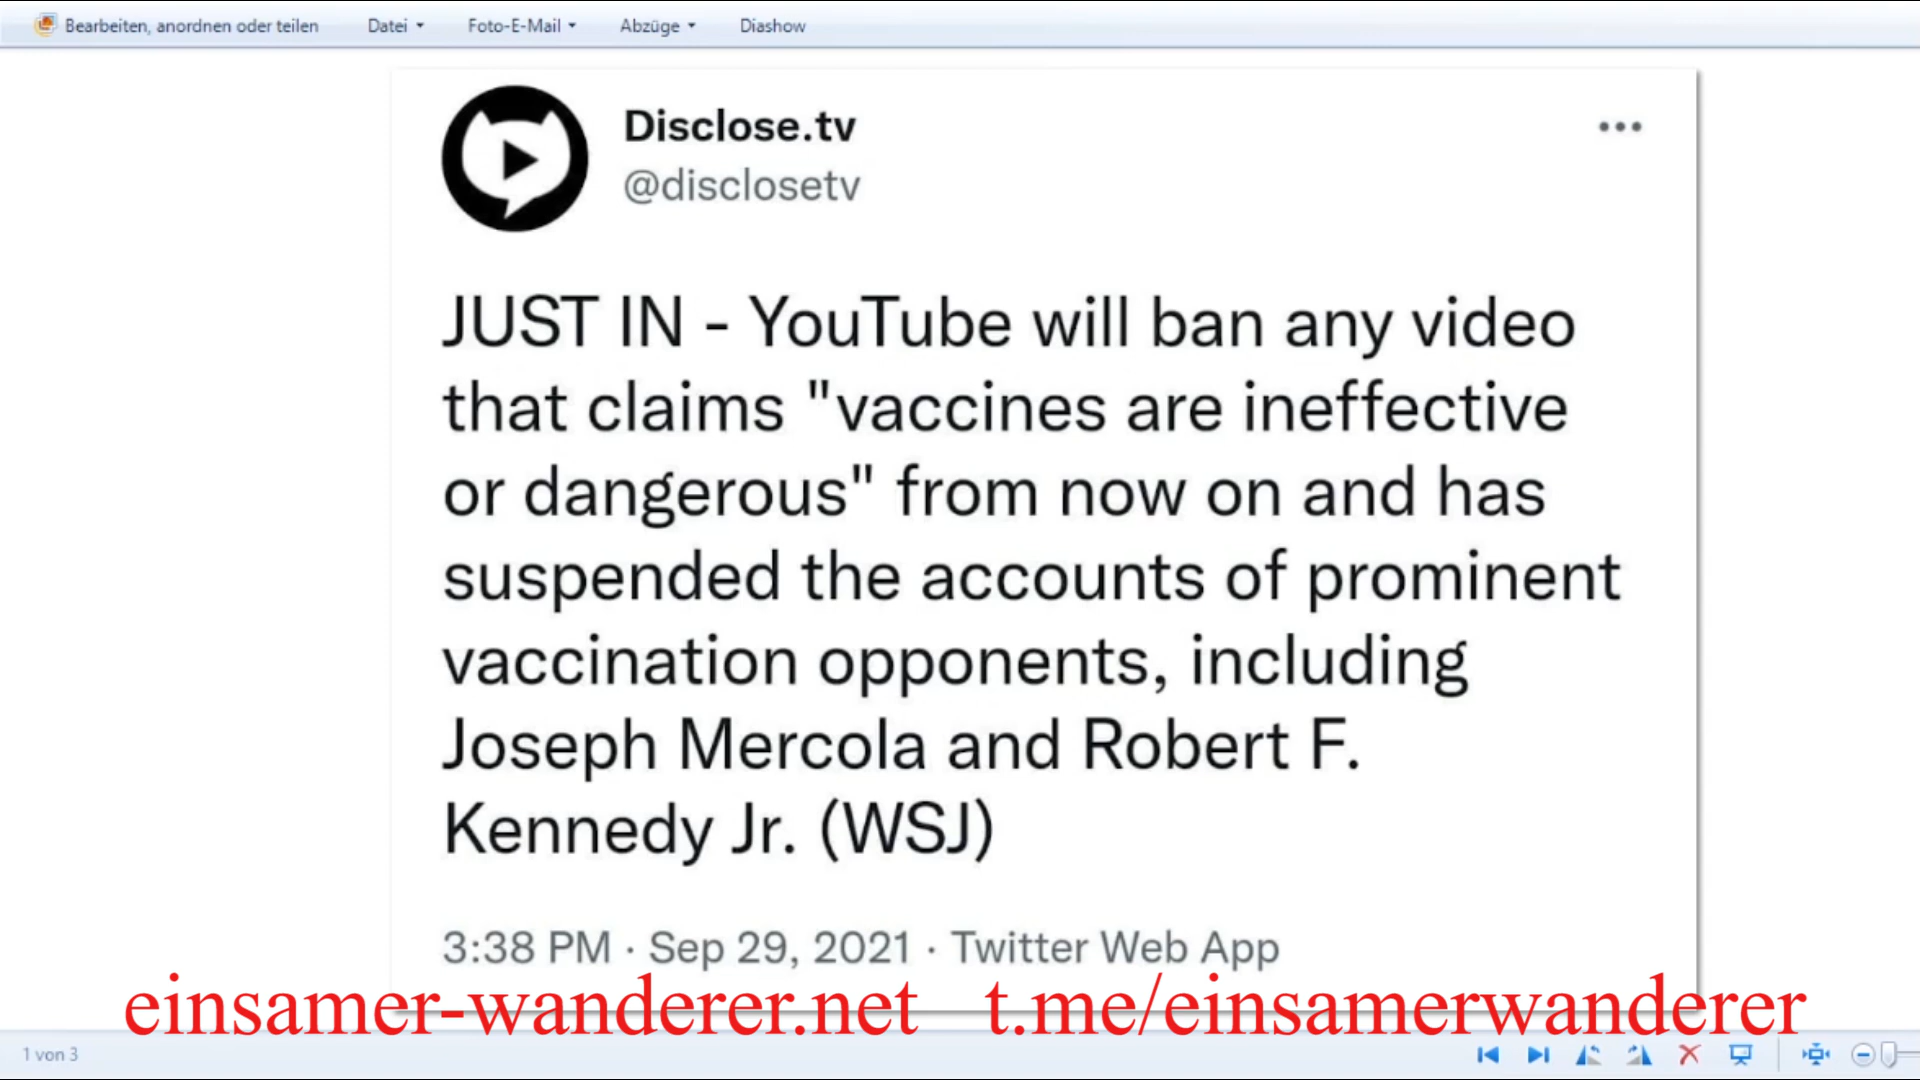 Bearbeiten, anordnen oder teilen Datei Foto-E-Mail Abzüge Diashow
Disclose.tv
@disclosetv
JUST IN - YouTube will ban any video
that claims "vaccines are ineffective
or dangerous" from now on and has
suspended the accounts of prominent
vaccination opponents, including
Joseph Mercola and Robert F.
Kennedy Jr. (WSJ)
3:38 PM · Sep 29, 2021 · Twitter Web App
einsamer-wanderer.net t.me/einsamerwanderer
1 von 3